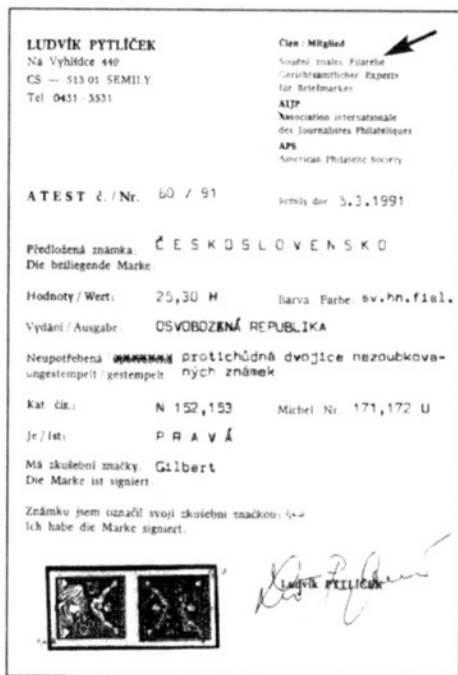 LUDVÍK PYTLÍČEK
Na Vyhlídce 449
CS — 513 01 SEMILY
Tel 0431 - 3531
Člen / Mitglied
Soudní znalec Filatelie
Gerichtsamtlicher Experte
for Briefmarken
AIJP
Association internationale
des Journalistes Philateliques
APS
American Philatelic Society
ATEST č. / Nr. 60 / 91
Semily dne 5.3.1991
Předložená známka: ČESKOSLOVENSKO
Die beiliegende Marke
Hodnoty / Wert: 25,30 H
Barva Farbe: sv.hn.fial.
Vydání / Ausgabe: OSVOBOZENÁ REPUBLIKA
Neupotřebená / protichůdná dvojice nezoubkova-
ungestempelt / gestempelt ných známek
Kat čís.: N 152,153
Michel Nr 171,172 U
Je / Ist: PRAVÁ
Má zkušební značky: Gilbert
Die Marke ist signiert
Známku jsem označil svojí zkušební značkou:
Ich habe die Marke signiert.
Ludvík PYTLÍČEK